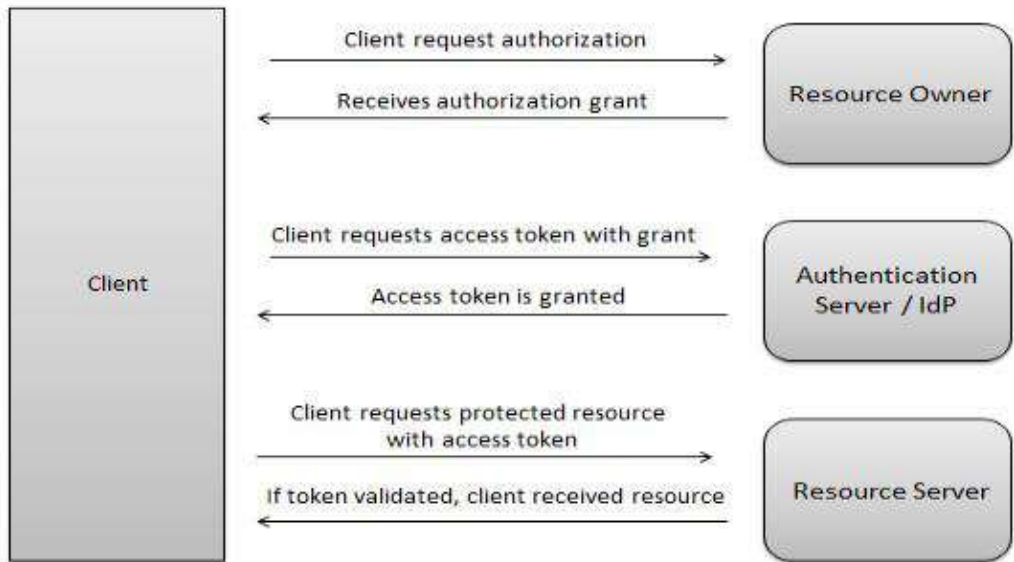 Client request authorization
Receives authorization grant
Resource Owner
Client requests access token with grant
Client
Access token is granted
Authentication
Server / IdP
Client requests protected resource
with access token
If token validated, client received resource
Resource Server